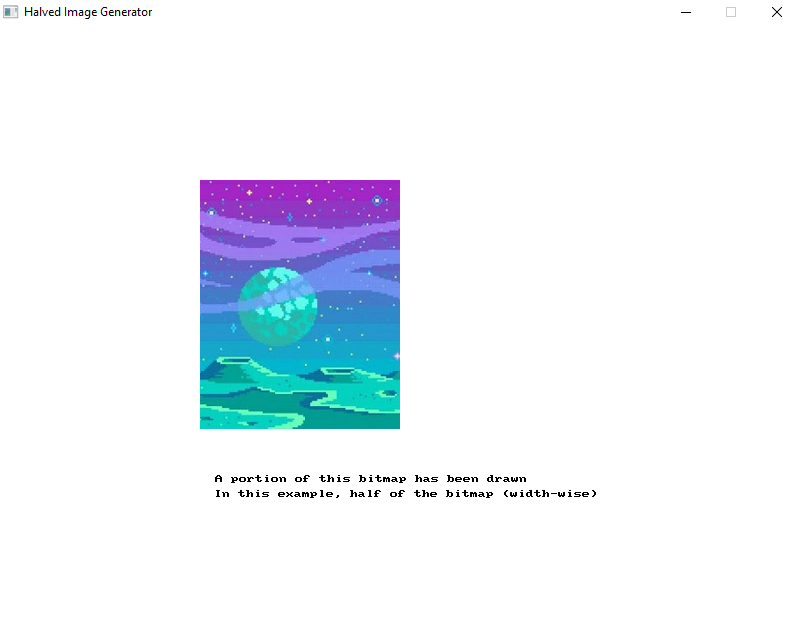 Halved Image Generator
A portion of this bitmap has been drawn
In this example, half of the bitmap (width-wise)